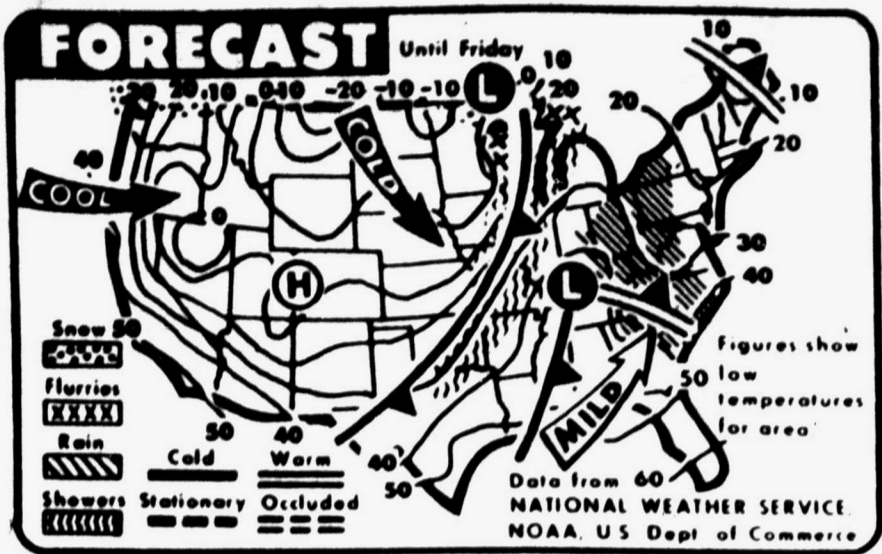 FORECAST
Until Friday
10
10
20 20 10 0 -10 -20 -10 -10 L 0 20
20
10
40
20
COLD
COOL
0
30
H
L
40
Snow 50
Figures show
low
Flurries
50 temperatures
MILD
for area
Rain
50 40
Cold Warm
40
50
Data from 60
Showers Stationary Occluded
NATIONAL WEATHER SERVICE
NOAA, U S Dept of Commerce